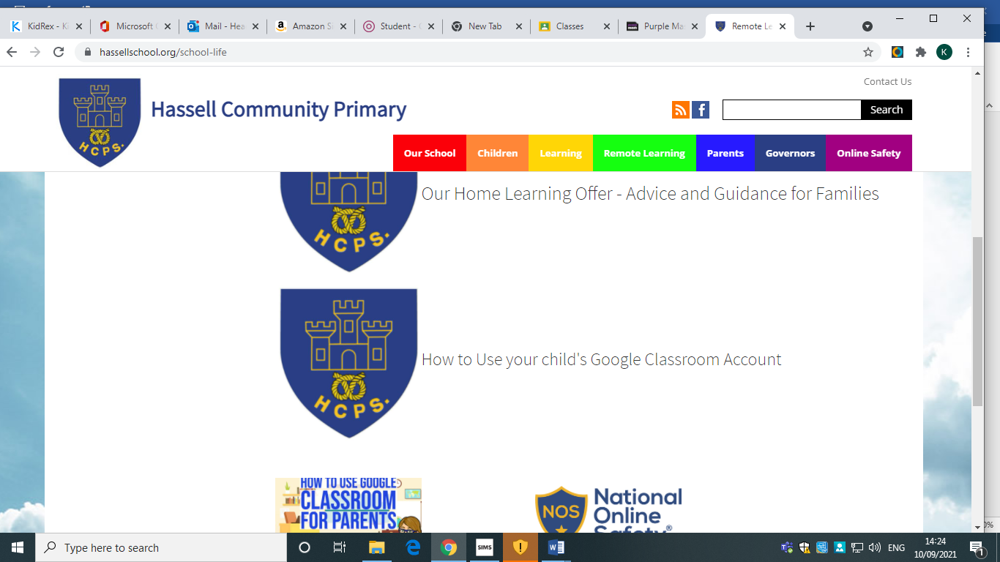 KidRex - Ki
Microsoft
Mail - Hea
Amazon Si
Student -
New Tab
Classes
Purple Ma
Remote Le
hassellschool.org/school-life
K
Contact Us
HCPS.
Hassell Community Primary
Search
Our School
Children
Learning
Remote Learning
Parents
Governors
Online Safety
HCPS.
Our Home Learning Offer - Advice and Guidance for Families
HCPS.
How to Use your child's Google Classroom Account
HOW TO USE GOOGLE
CLASSROOM
FOR PARENTS
NOS
National
Online
Safety®
Type here to search
SIMS
ENG
14:24
10/09/2021
1